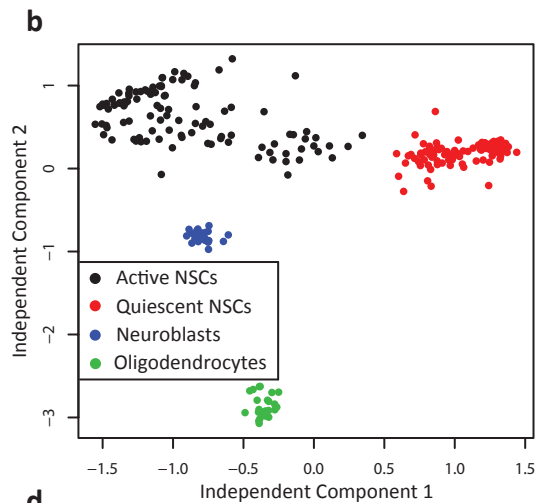 b
1
0
−1
−2
−3
Independent Component 2
Active NSCs
Quiescent NSCs
Neuroblasts
Oligodendrocytes
−1.5 −1.0 −0.5 0.0 0.5 1.0 1.5
Independent Component 1
d